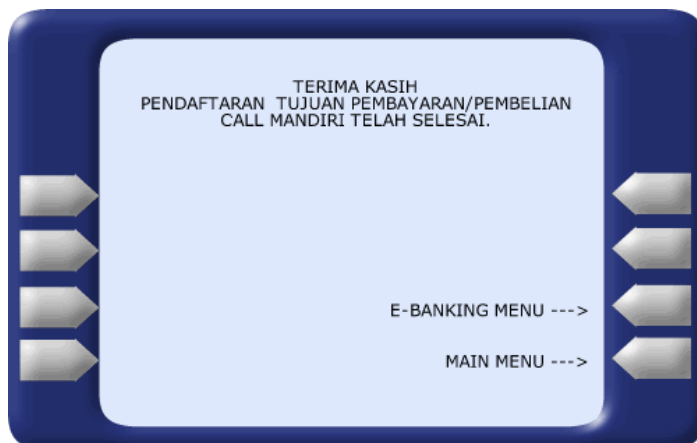 TERIMA KASIH
PENDAFTARAN TUJUAN PEMBAYARAN/PEMBELIAN
CALL MANDIRI TELAH SELESAI.
E-BANKING MENU --->
MAIN MENU --->